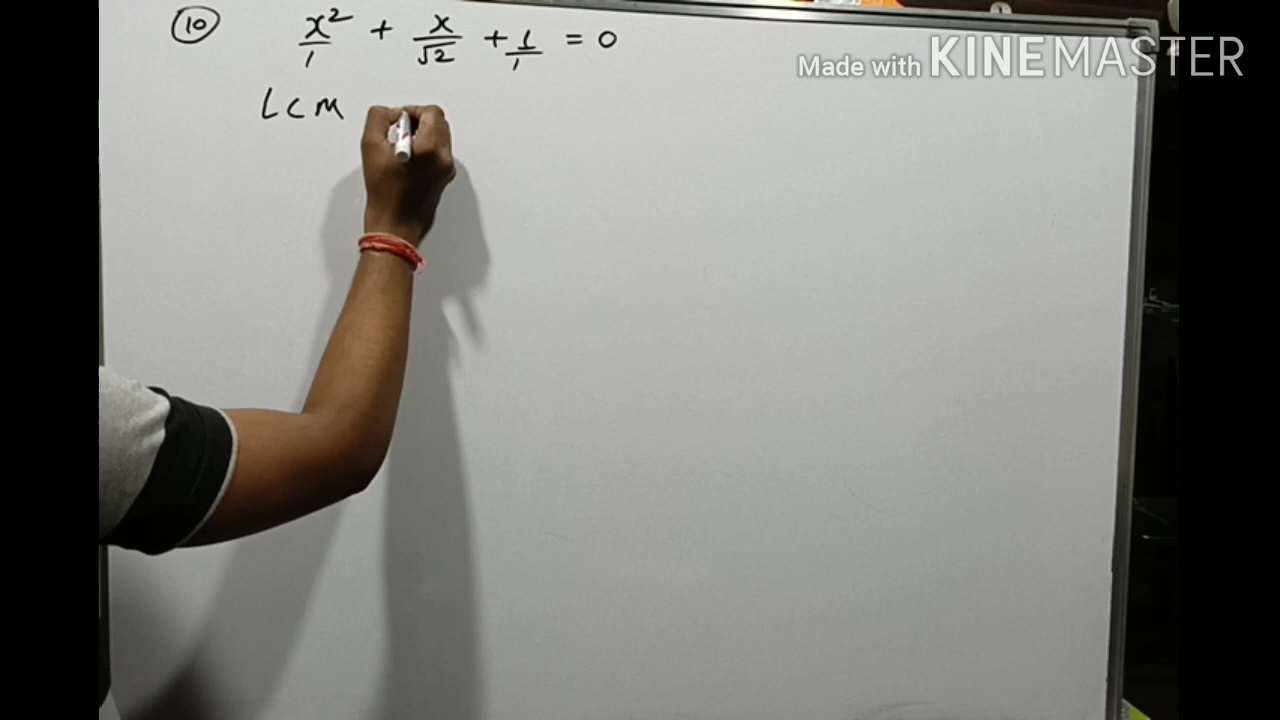 ⑩ x²/1 + x/√2 + 1/1 = 0
LCM
Made with KINEMASTER